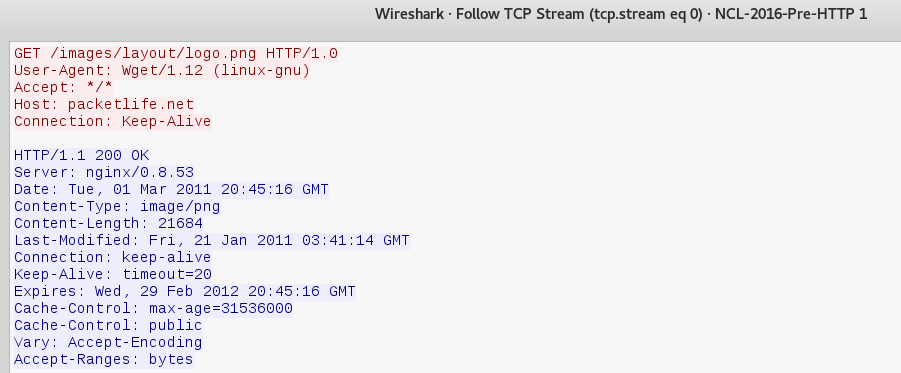 Wireshark · Follow TCP Stream (tcp.stream eq 0) · NCL-2016-Pre-HTTP 1
GET /images/layout/logo.png HTTP/1.0
User-Agent: Wget/1.12 (linux-gnu)
Accept: */*
Host: packetlife.net
Connection: Keep-Alive
HTTP/1.1 200 OK
Server: nginx/0.8.53
Date: Tue, 01 Mar 2011 20:45:16 GMT
Content-Type: image/png
Content-Length: 21684
Last-Modified: Fri, 21 Jan 2011 03:41:14 GMT
Connection: keep-alive
Keep-Alive: timeout=20
Expires: Wed, 29 Feb 2012 20:45:16 GMT
Cache-Control: max-age=31536000
Cache-Control: public
Vary: Accept-Encoding
Accept-Ranges: bytes